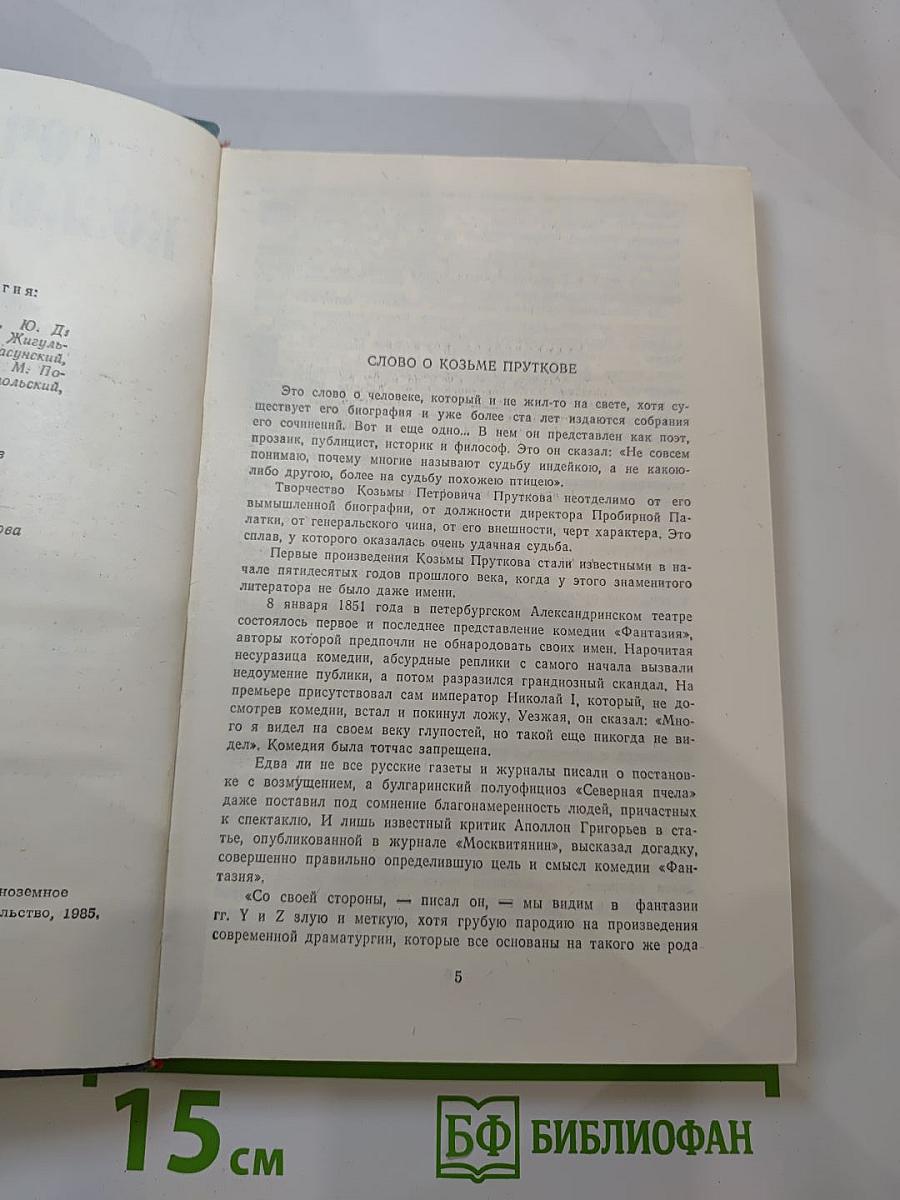 гия:
Ю. Д
Жигуль-
асунский,
М. По-
ольский,
в
ова
ноземное
льство, 1985.
СЛОВО О КОЗЬМЕ ПРУТКОВЕ
Это слово о человеке, который и не жил-то на свете, хотя су-
ществует его биография и уже более ста лет издаются собрания
его сочинений. Вот и еще одно... В нем он представлен как поэт,
прозаик, публицист, историк и философ. Это он сказал: «Не совсем
понимаю, почему многие называют судьбу индейкою, а не какою-
либо другою, более на судьбу похожею птицею».
Творчество Козьмы Петровича Пруткова неотделимо от его
вымышленной биографии, от должности директора Пробирной Па-
латки, от генеральского чина, от его внешности, черт характера. Это
сплав, у которого оказалась очень удачная судьба.
Первые произведения Козьмы Пруткова стали известными в на-
чале пятидесятых годов прошлого века, когда у этого знаменитого
литератора не было даже имени.
8 января 1851 года в петербургском Александринском театре
состоялось первое и последнее представление комедии «Фантазия»,
авторы которой предпочли не обнародовать своих имен. Нарочитая
несуразица комедии, абсурдные реплики с самого начала вызвали
недоумение публики, а потом разразился грандиозный скандал. На
премьере присутствовал сам император Николай I, который, не до-
смотрев комедии, встал и покинул ложу. Уезжая, он сказал: «Мно-
го я видел на своем веку глупостей, но такой еще никогда не ви-
дел». Комедия была тотчас запрещена.
Едва ли не все русские газеты и журналы писали о постанов-
ке с возмущением, а булгаринский полуофициоз «Северная пчела»
даже поставил под сомнение благонамеренность людей, причастных
к спектаклю. И лишь известный критик Аполлон Григорьев в ста-
тье, опубликованной в журнале «Москвитянин», высказал догадку,
совершенно правильно определившую цель и смысл комедии «Фан-
тазия».
«Со своей стороны, — писал он, — мы видим в фантазии
гг. Y и Z злую и меткую, хотя грубую пародию на произведения
современной драматургии, которые все основаны на такого же рода
5
15 см
БФ БИБЛИОФАН